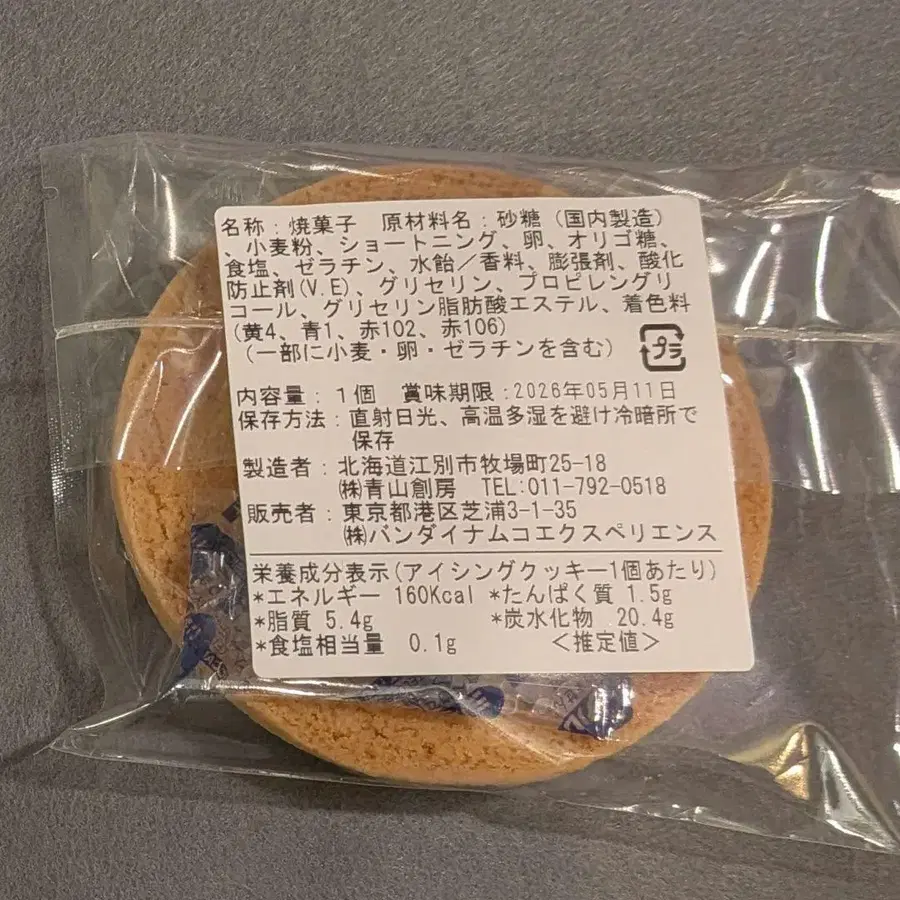 名称：焼菓子 原材料名：砂糖（国内製造）
、小麦粉、ショートニング、卵、オリゴ糖、
食塩、ゼラチン、水飴／香料、膨張剤、酸化
防止剤(V.E)、グリセリン、プロピレングリ
コール、グリセリン脂肪酸エステル、着色料
(黄4、青1、赤102、赤106)
（一部に小麦・卵・ゼラチンを含む）
プラ
内容量：1個 賞味期限：2026年05月11日
保存方法：直射日光、高温多湿を避け冷暗所で
保存
製造者：北海道江別市牧場町25-18
㈱青山創房 TEL:011-792-0518
販売者：東京都港区芝浦3-1-35
㈱バンダイナムコエクスペリエンス
栄養成分表示(アイシングクッキー1個あたり)
*エネルギー 160Kcal *たんぱく質 1.5g
*脂質 5.4g *炭水化物 20.4g
*食塩相当量 0.1g ＜推定値＞